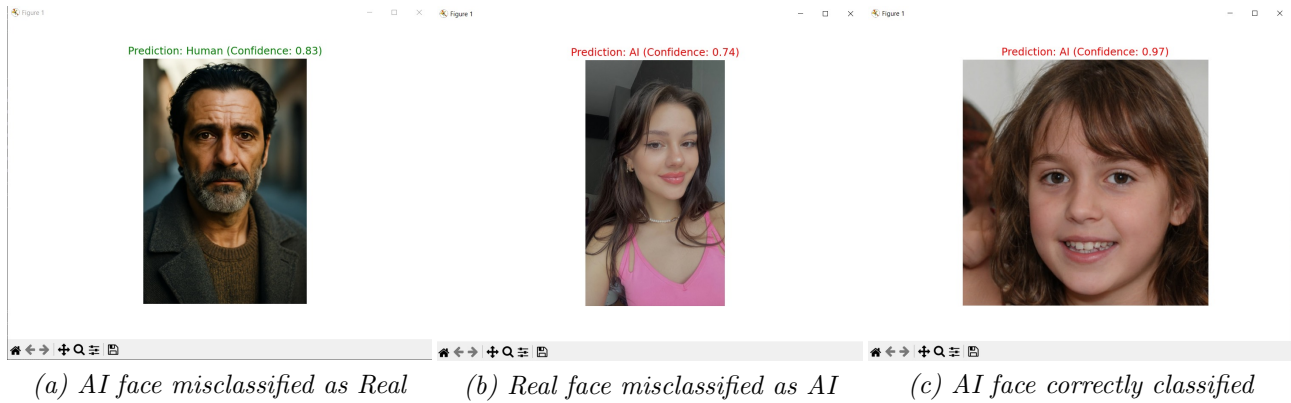 Figure 1
Prediction: Human (Confidence: 0.83)
(a) AI face misclassified as Real
Figure 1
Prediction: AI (Confidence: 0.74)
(b) Real face misclassified as AI
Figure 1
Prediction: AI (Confidence: 0.97)
(c) AI face correctly classified